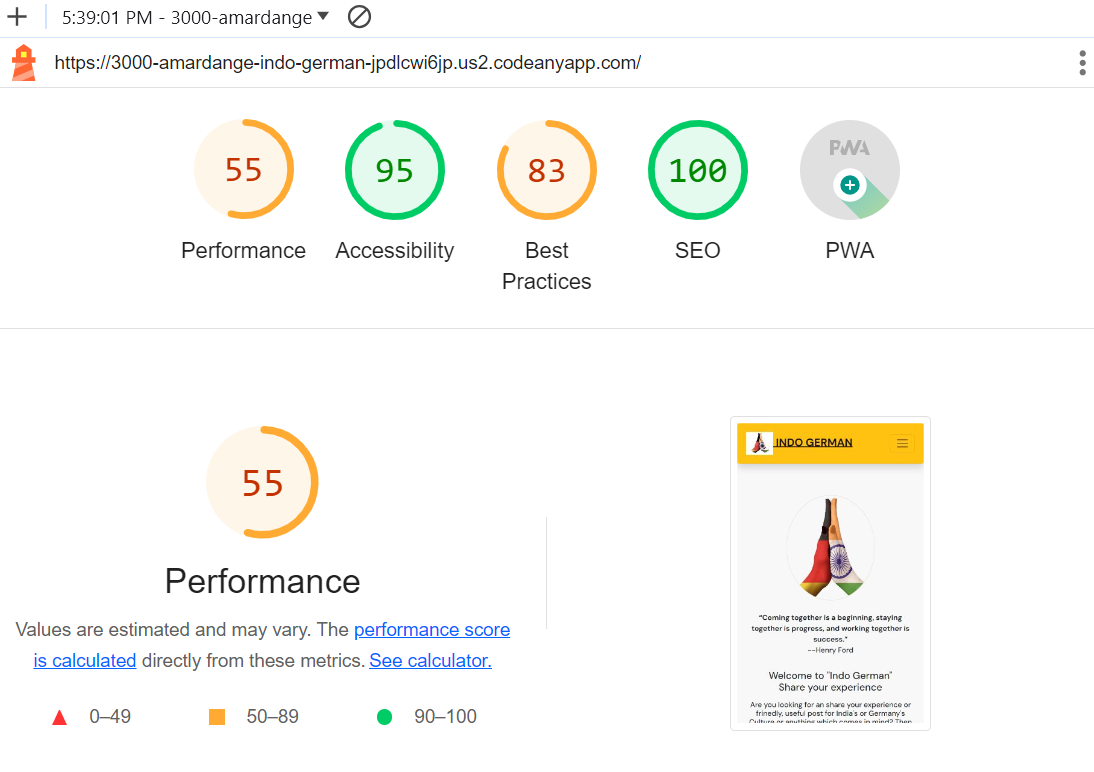 5:39:01 PM - 3000-amardange
https://3000-amardange-indo-german-jpdlcwi6jp.us2.codeanyapp.com/
55
95
83
100
PWA
Performance
Accessibility
Best
Practices
SEO
PWA
55
Performance
Values are estimated and may vary. The performance score
is calculated directly from these metrics. See calculator.
0–49
50–89
90–100
INDO GERMAN
"Coming together is a beginning, staying
together is progress, and working together is
success."
--Henry Ford
Welcome to "Indo German"
Share your experience
Are you looking for an share your experience or
frinedly, useful post for India's or Germany's
Culture or anything which comes in mind? Then